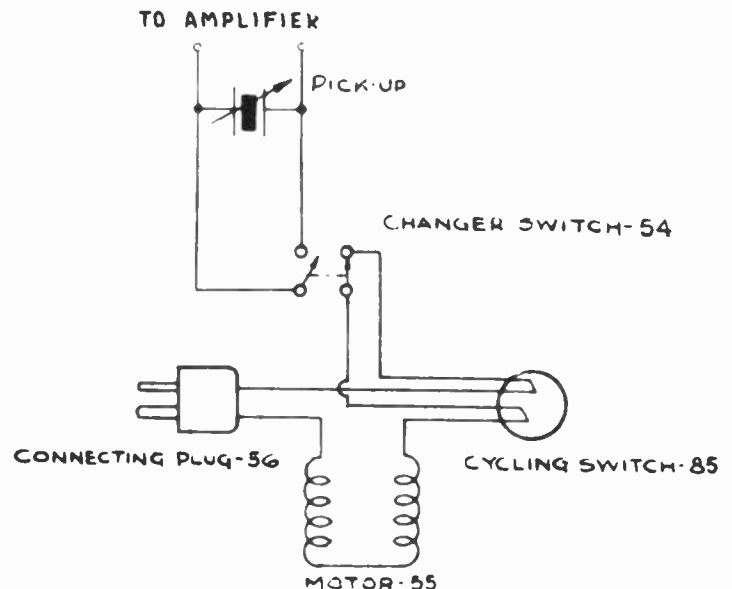 TO AMPLIFIER
PICK-UP
CHANGER SWITCH-54
CONNECTING PLUG-56
CYCLING SWITCH-85
MOTOR-55